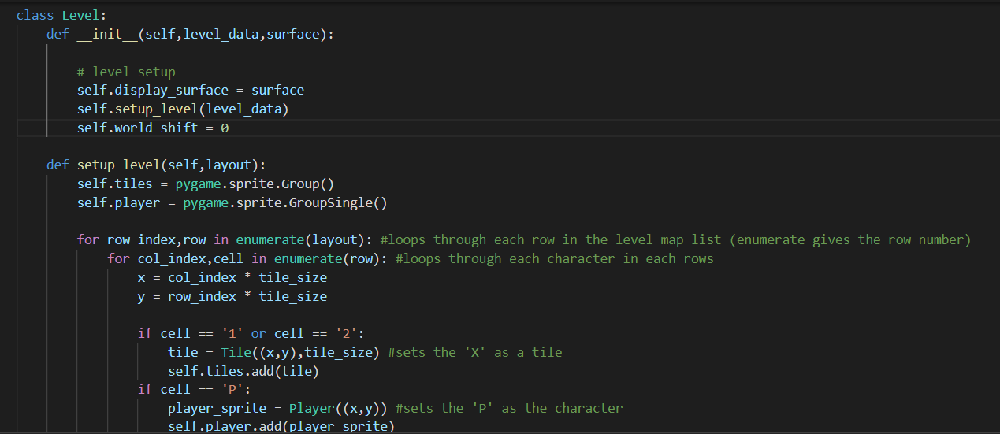 class Level:
    def __init__(self,level_data,surface):

        # level setup
        self.display_surface = surface
        self.setup_level(level_data)
        self.world_shift = 0

    def setup_level(self,layout):
        self.tiles = pygame.sprite.Group()
        self.player = pygame.sprite.GroupSingle()

        for row_index,row in enumerate(layout): #loops through each row in the level map list (enumerate gives the row number)
            for col_index,cell in enumerate(row): #loops through each character in each rows
                x = col_index * tile_size
                y = row_index * tile_size

                if cell == '1' or cell == '2':
                    tile = Tile((x,y),tile_size) #sets the 'X' as a tile
                    self.tiles.add(tile)
                if cell == 'P':
                    player_sprite = Player((x,y)) #sets the 'P' as the character
                    self.player.add(player_sprite)